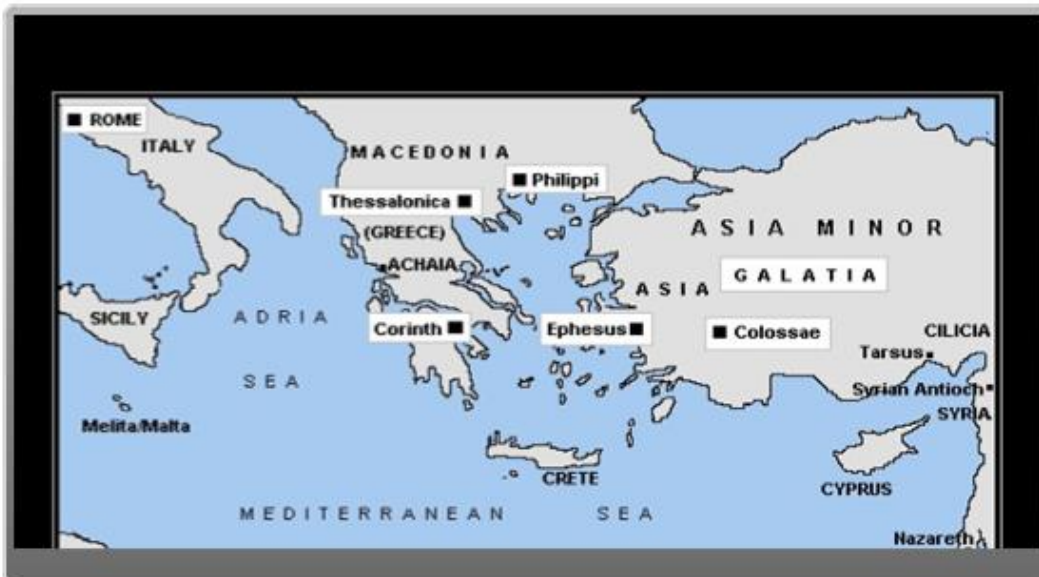 ROME
ITALY
MACEDONIA
Philippi
Thessalonica
ASIA MINOR
(GREECE)
ACHAIA
GALATIA
ASIA
SICILY
ADRIA
Corinth
Ephesus
Colossae
CILICIA
Tarsus
SEA
Syrian Antioch
SYRIA
Melita/Malta
CRETE
CYPRUS
MEDITERRANEAN SEA
Nazareth